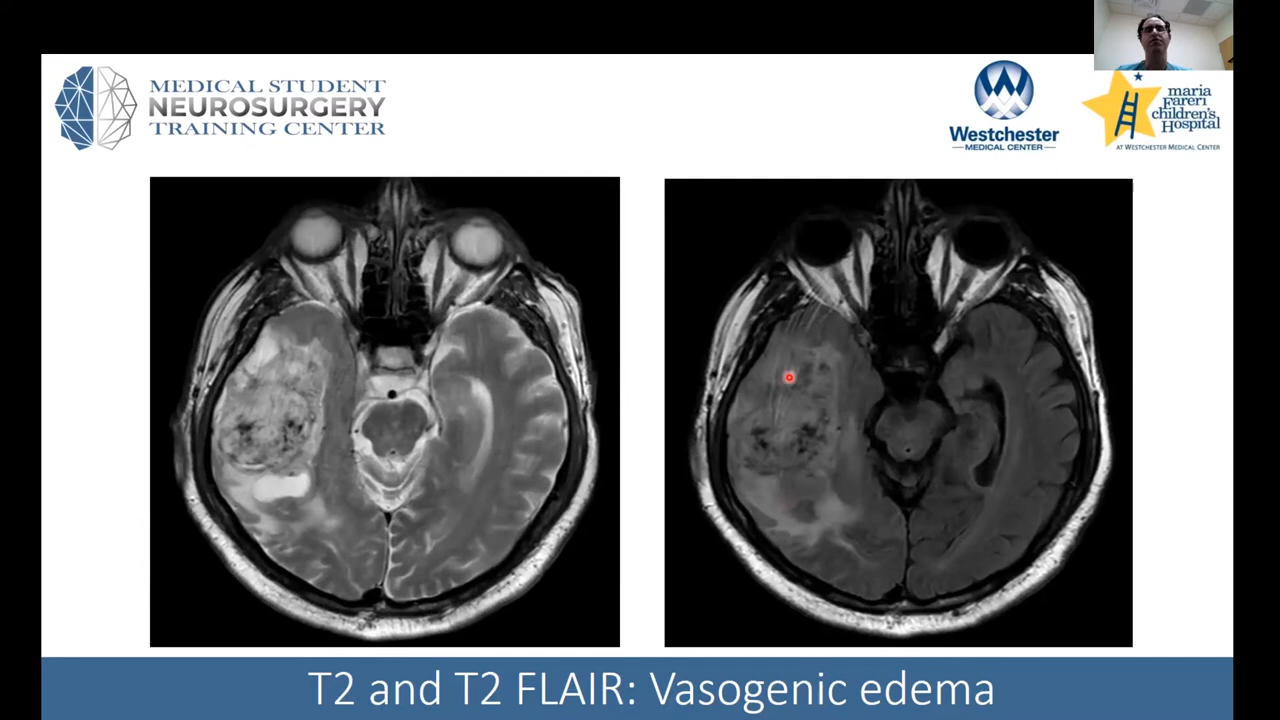 MEDICAL STUDENT
NEUROSURGERY
TRAINING CENTER
Westchester
MEDICAL CENTER
maria
fareri
children's
Hospital
AT WESTCHESTER MEDICAL CENTER
T2 and T2 FLAIR: Vasogenic edema